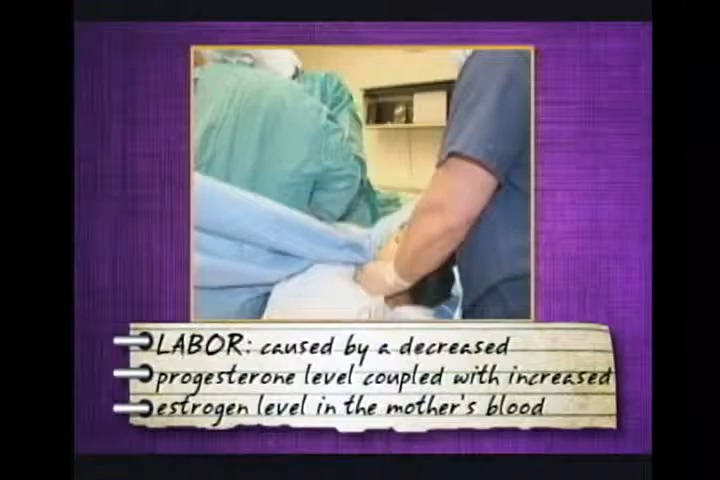 LABOR: caused by a decreased
progesterone level coupled with increased
estrogen level in the mother's blood